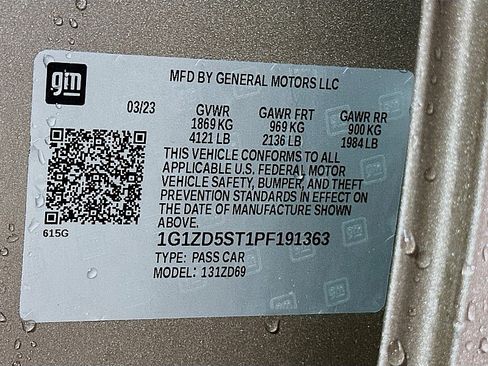 gm
MFD BY GENERAL MOTORS LLC
03/23 GVWR GAWR FRT GAWR RR
1869 KG 969 KG 900 KG
4121 LB 2136 LB 1984 LB
THIS VEHICLE CONFORMS TO ALL
APPLICABLE U.S. FEDERAL MOTOR
VEHICLE SAFETY, BUMPER, AND THEFT
PREVENTION STANDARDS IN EFFECT ON
THE DATE OF MANUFACTURE SHOWN
ABOVE.
615G
1G1ZD5ST1PF191363
TYPE: PASS CAR
MODEL: 131ZD69